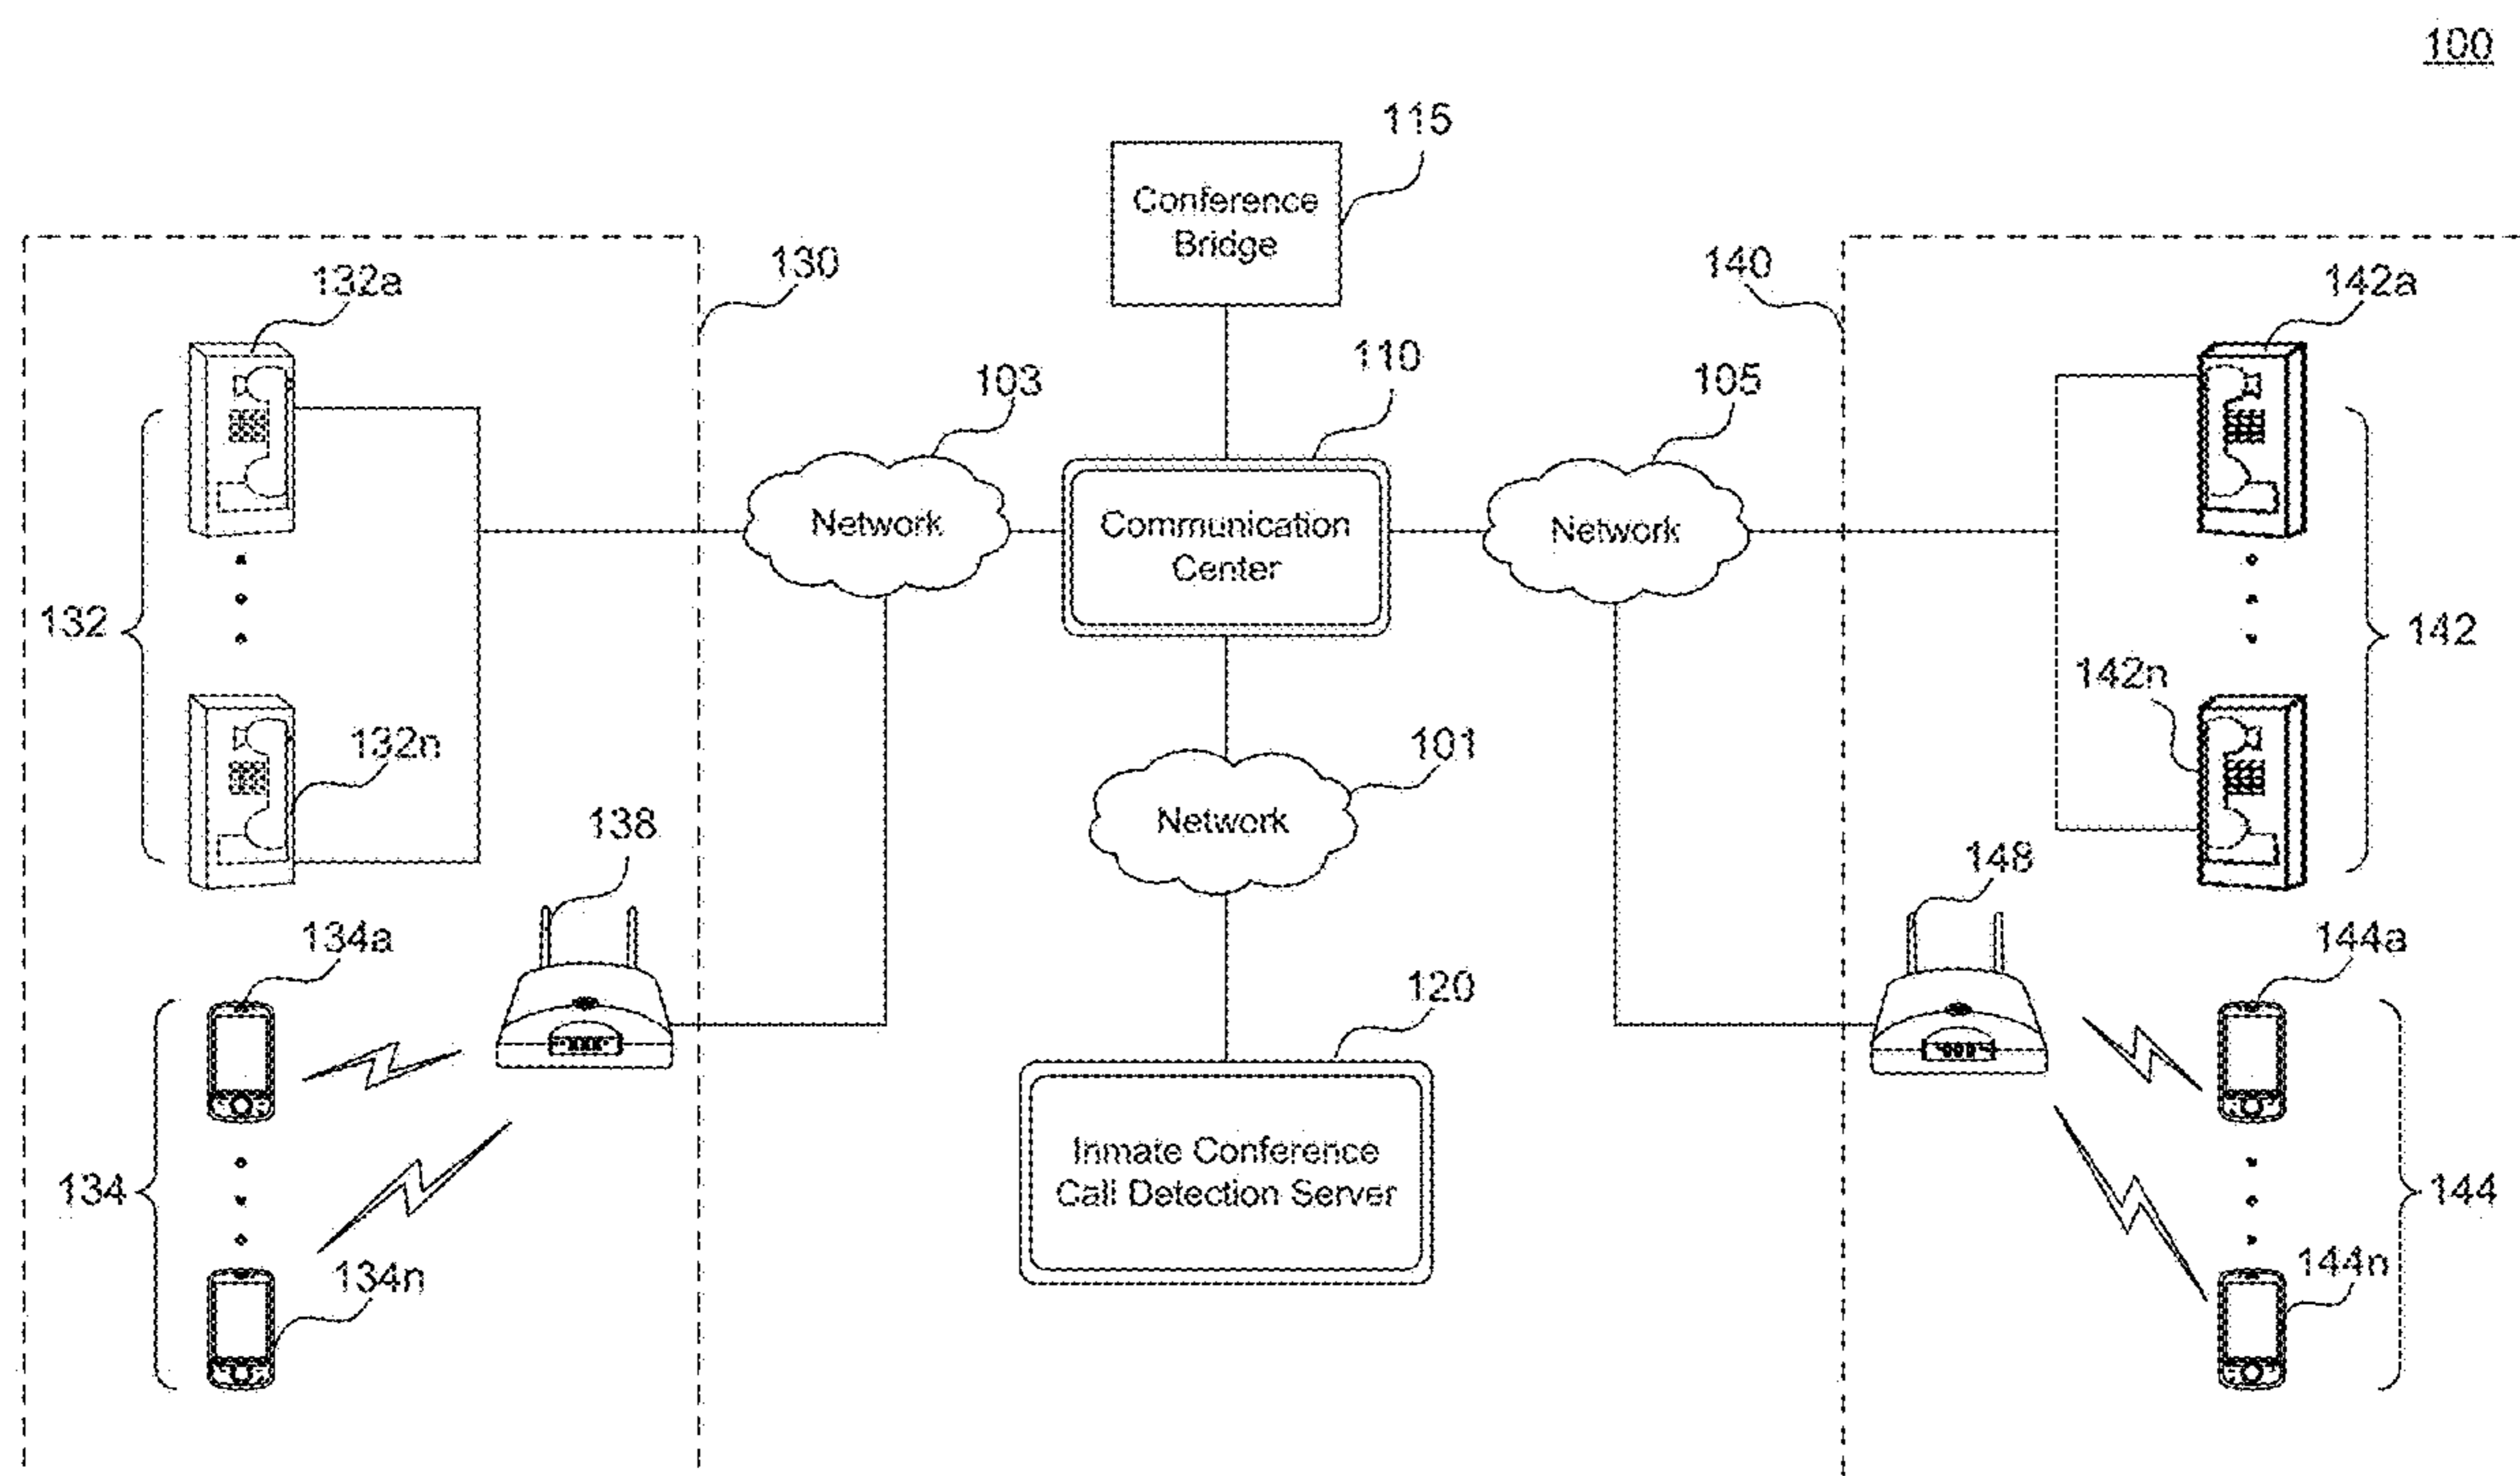 100
115
Conference
Bridge
130
140
132a
142a
110
103
105
Network
Communication
Center
Network
132
142
142n
132n
101
Network
138
148
134a
144a
120
Inmate Conference
Call Detection Server
134
144
134n
144n